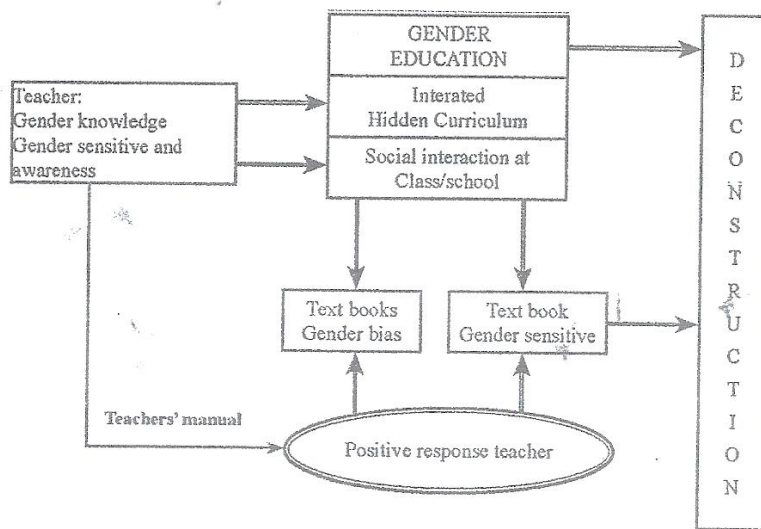 GENDER
EDUCATION
Interated
Hidden Curriculum
Social interaction at
Class/school
Teacher:
Gender knowledge
Gender sensitive and
awareness
Text books
Gender bias
Text book
Gender sensitive
Teachers' manual
Positive response teacher
D
E
C
O
N
S
T
R
U
C
T
I
O
N